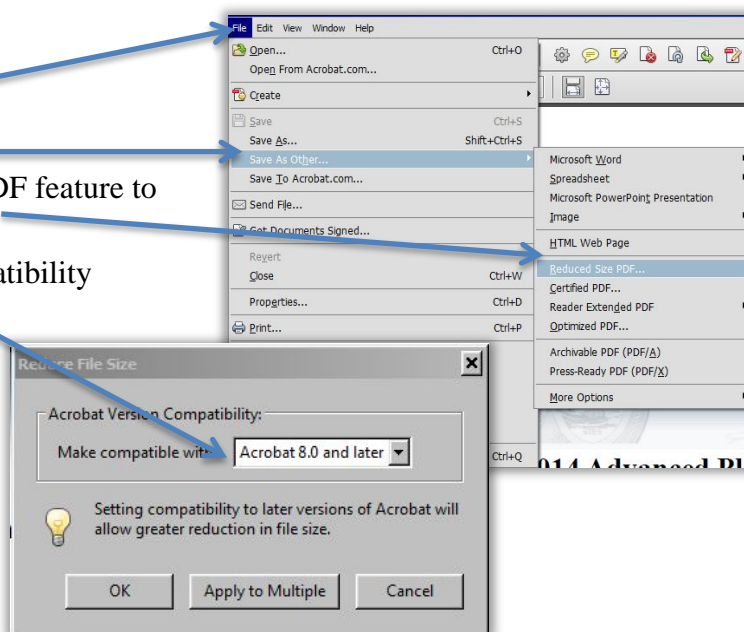 File Edit View Window Help
Open... Ctrl+O
Open From Acrobat.com...
Create
Save Ctrl+S
Save As... Shift+Ctrl+S
Save As Other...
Save To Acrobat.com...
Send File...
Get Documents Signed...
Revert
Close Ctrl+W
Properties... Ctrl+D
Print... Ctrl+P
Ctrl+Q
Microsoft Word
Spreadsheet
Microsoft PowerPoint Presentation
Image
HTML Web Page
Reduced Size PDF...
Certified PDF...
Reader Extended PDF
Optimized PDF...
Archivable PDF (PDF/A)
Press-Ready PDF (PDF/X)
More Options
DF feature to
atibility
Reduce File Size
Acrobat Version Compatibility:
Make compatible with: Acrobat 8.0 and later
Setting compatibility to later versions of Acrobat will
allow greater reduction in file size.
OK Apply to Multiple Cancel
014 Advanced Pl